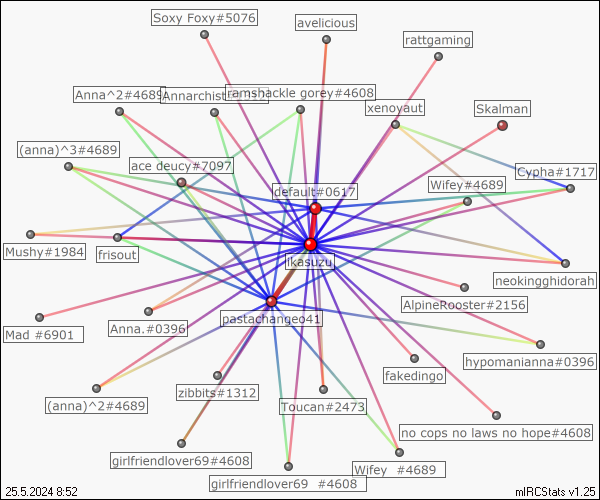 Soxy Foxy#5076
avelicious
rattgaming
Anna^2#4689
ramshackle gorey#4608
xenoyaut
Skalman
(anna)^3#4689
ace deucy#7097
default#0617
Wifey#4689
Cypha#1717
Mushy#1984
frisout
ikasuzu
neokingghidorah
AlpineRooster#2156
Mad #6901
Anna.#0396
pastachangeo41
hypomanianna#0396
fakedingo
zibbits#1312
Toucan#2473
(anna)^2#4689
no cops no laws no hope#4608
girlfriendlover69#4608
Wifey  #4689
girlfriendlover69  #4608
25.5.2024 8:52
mIRCStats v1.25